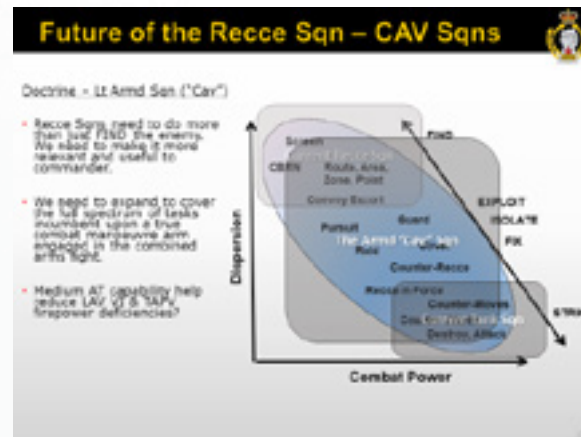 Future of the Recce Sqn – CAV Sqns
Doctrine – Lt Armd Sqn ("Cav")
• Recce Sqns need to do more
than just FIND the enemy.
We need to make it more
relevant and useful to
commander.
• We need to expand to cover
the full spectrum of tasks
incumbent upon a true
combat manoeuvre arm
engaged in the combined
arms fight.
• Medium AT capability help
reduce LAV VI & TAPV
firepower deficiencies?
Dispersion
Combat Power
Screen
CBRN
Route, Area,
Zone, Point
Convoy Escort
Pursuit
Guard
The Armd "Cav" Sqn
Raid
Counter-Recce
Recce in Force
Counter-Moves
Destroy, Attack
FIND
EXPLOIT
ISOLATE
FIX